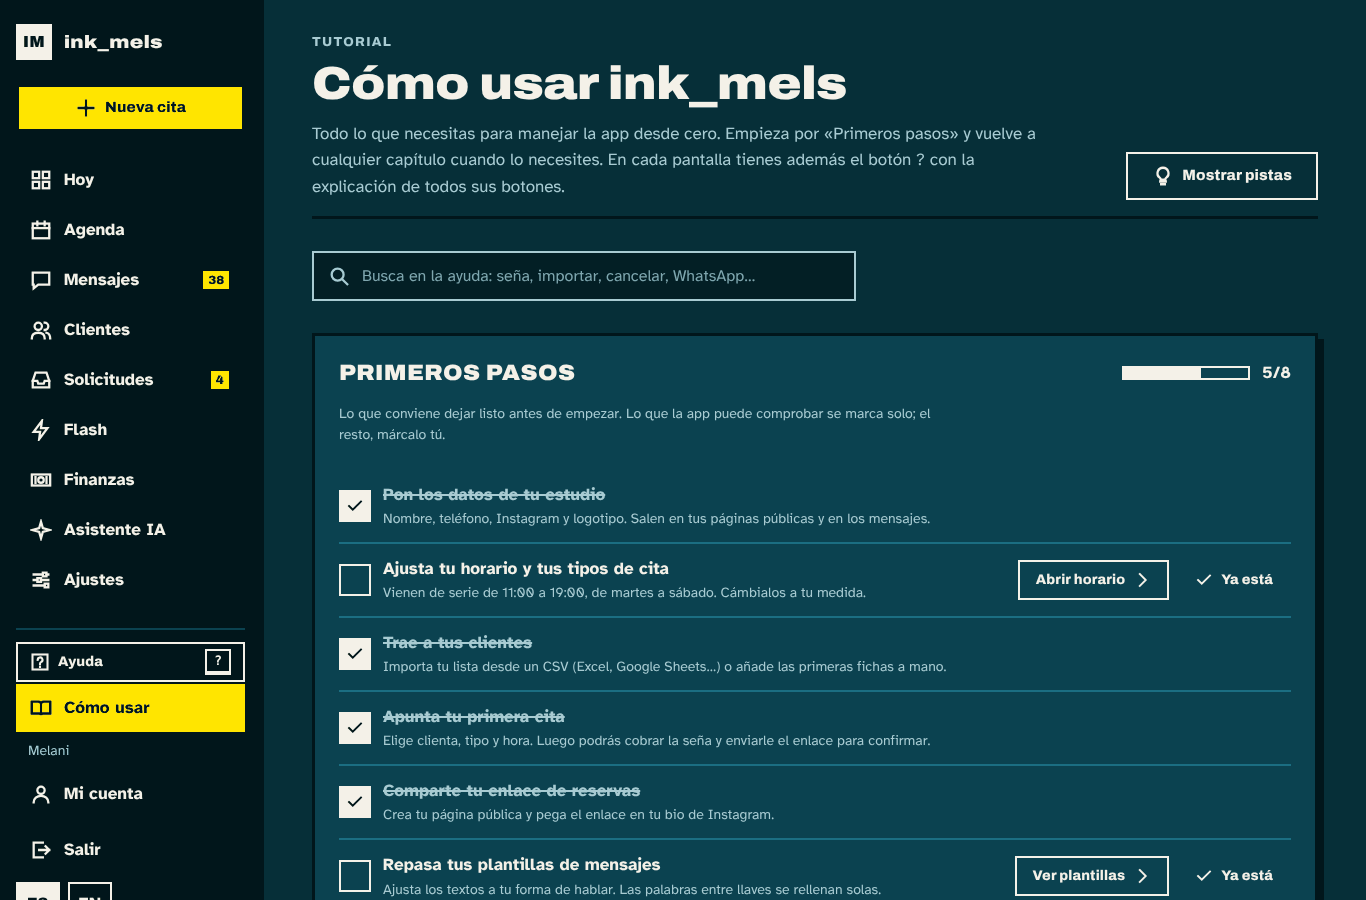 IM ink_mels
Nueva cita
Hoy
Agenda
Mensajes 38
Clientes
Solicitudes 4
Flash
Finanzas
Asistente IA
Ajustes
Ayuda ?
Cómo usar
Melani
Mi cuenta
Salir
TUTORIAL
Cómo usar ink_mels
Todo lo que necesitas para manejar la app desde cero. Empieza por «Primeros pasos» y vuelve a
cualquier capítulo cuando lo necesites. En cada pantalla tienes además el botón ? con la
explicación de todos sus botones.
Mostrar pistas
Busca en la ayuda: seña, importar, cancelar, WhatsApp...
PRIMEROS PASOS
5/8
Lo que conviene dejar listo antes de empezar. Lo que la app puede comprobar se marca solo; el
resto, márcalo tú.
Pon los datos de tu estudio
Nombre, teléfono, Instagram y logotipo. Salen en tus páginas públicas y en los mensajes.
Ajusta tu horario y tus tipos de cita
Vienen de serie de 11:00 a 19:00, de martes a sábado. Cámbialos a tu medida.
Abrir horario
Ya está
Trae a tus clientes
Importa tu lista desde un CSV (Excel, Google Sheets...) o añade las primeras fichas a mano.
Apunta tu primera cita
Elige clienta, tipo y hora. Luego podrás cobrar la seña y enviarle el enlace para confirmar.
Comparte tu enlace de reservas
Crea tu página pública y pega el enlace en tu bio de Instagram.
Repasa tus plantillas de mensajes
Ajusta los textos a tu forma de hablar. Las palabras entre llaves se rellenan solas.
Ver plantillas
Ya está